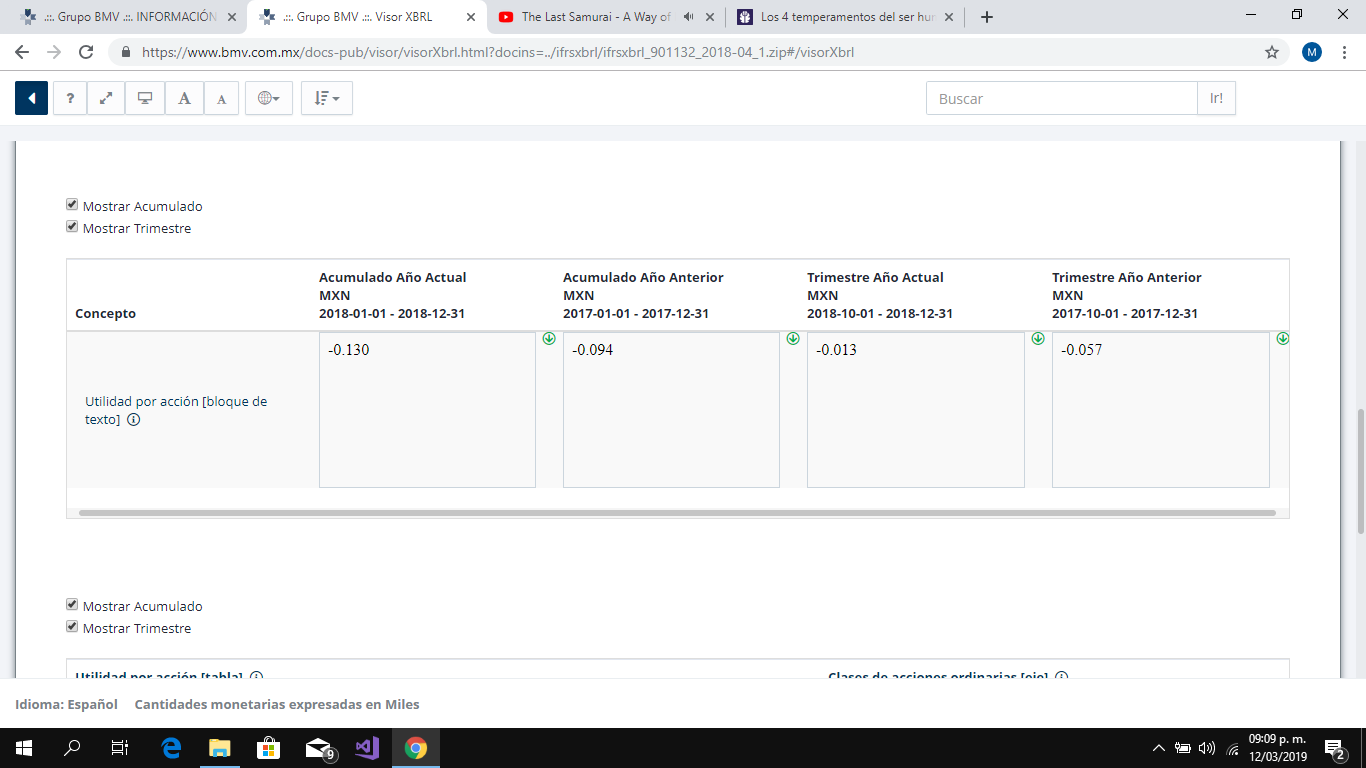 .::. Grupo BMV .::. INFORMACIÓN
.::. Grupo BMV .::. Visor XBRL
The Last Samurai - A Way of
Los 4 temperamentos del ser hu
https://www.bmv.com.mx/docs-pub/visor/visorXbrl.html?docins=../ifrsxbrl/ifrsxbrl_901132_2018-04_1.zip#/visorXbrl
M
? A A Buscar Ir!
Mostrar Acumulado
Mostrar Trimestre
Concepto
Acumulado Año Actual
MXN
2018-01-01 - 2018-12-31
Acumulado Año Anterior
MXN
2017-01-01 - 2017-12-31
Trimestre Año Actual
MXN
2018-10-01 - 2018-12-31
Trimestre Año Anterior
MXN
2017-10-01 - 2017-12-31
Utilidad por acción [bloque de
texto]
-0.130
-0.094
-0.013
-0.057
Mostrar Acumulado
Mostrar Trimestre
Utilidad por acción [tabla]
Clases de acciones ordinarias [eje]
Idioma: Español Cantidades monetarias expresadas en Miles
9
09:09 p. m.
12/03/2019
2